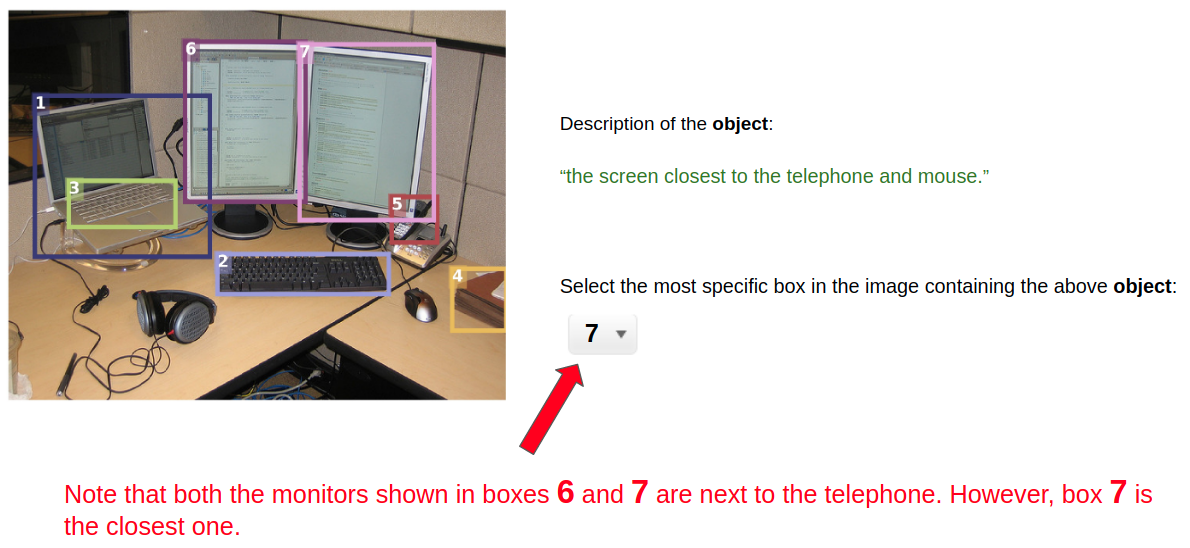 6
7
1
3
5
2
4
Description of the object:
“the screen closest to the telephone and mouse.”
Select the most specific box in the image containing the above object:
7
Note that both the monitors shown in boxes 6 and 7 are next to the telephone. However, box 7 is
the closest one.